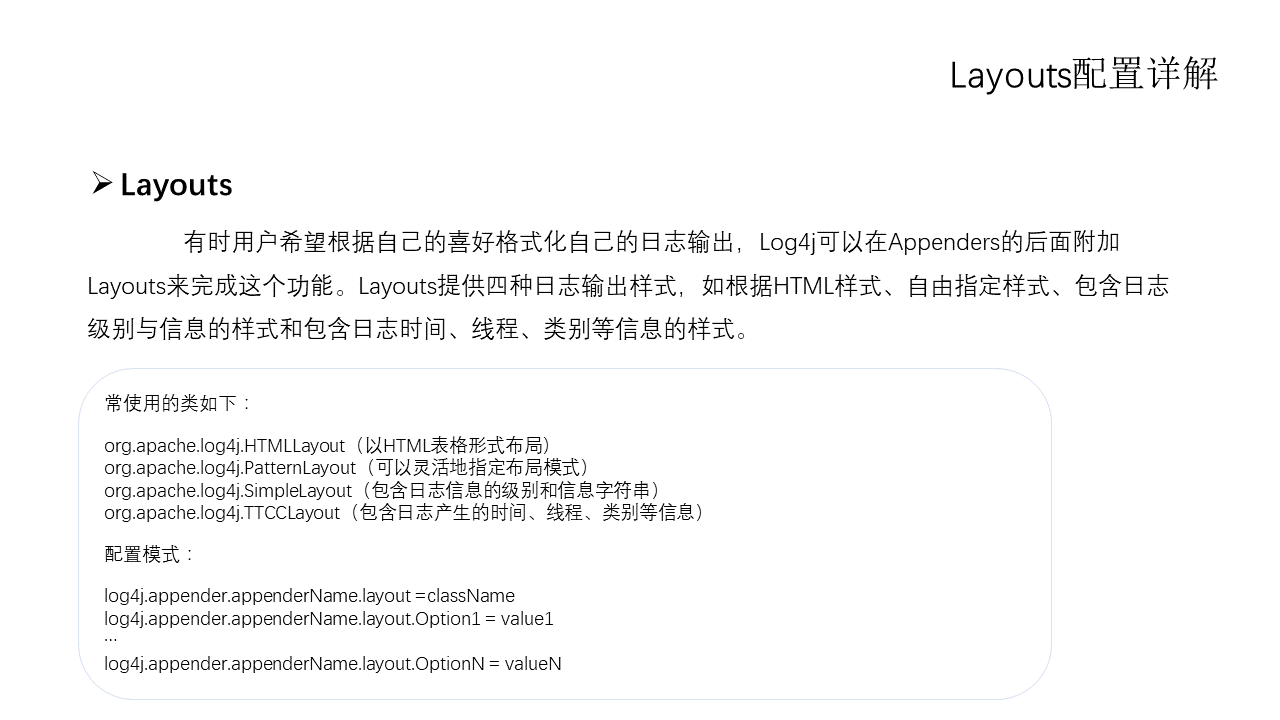 Layouts配置详解
Layouts
有时用户希望根据自己的喜好格式化自己的日志输出，Log4j可以在Appenders的后面附加
Layouts来完成这个功能。Layouts提供四种日志输出样式，如根据HTML样式、自由指定样式、包含日志
级别与信息的样式和包含日志时间、线程、类别等信息的样式。
常使用的类如下：
org.apache.log4j.HTMLLayout（以HTML表格形式布局）
org.apache.log4j.PatternLayout（可以灵活地指定布局模式）
org.apache.log4j.SimpleLayout（包含日志信息的级别和信息字符串）
org.apache.log4j.TTCCLayout（包含日志产生的时间、线程、类别等信息）
配置模式：
log4j.appender.appenderName.layout =className
log4j.appender.appenderName.layout.Option1 = value1
…
log4j.appender.appenderName.layout.OptionN = valueN